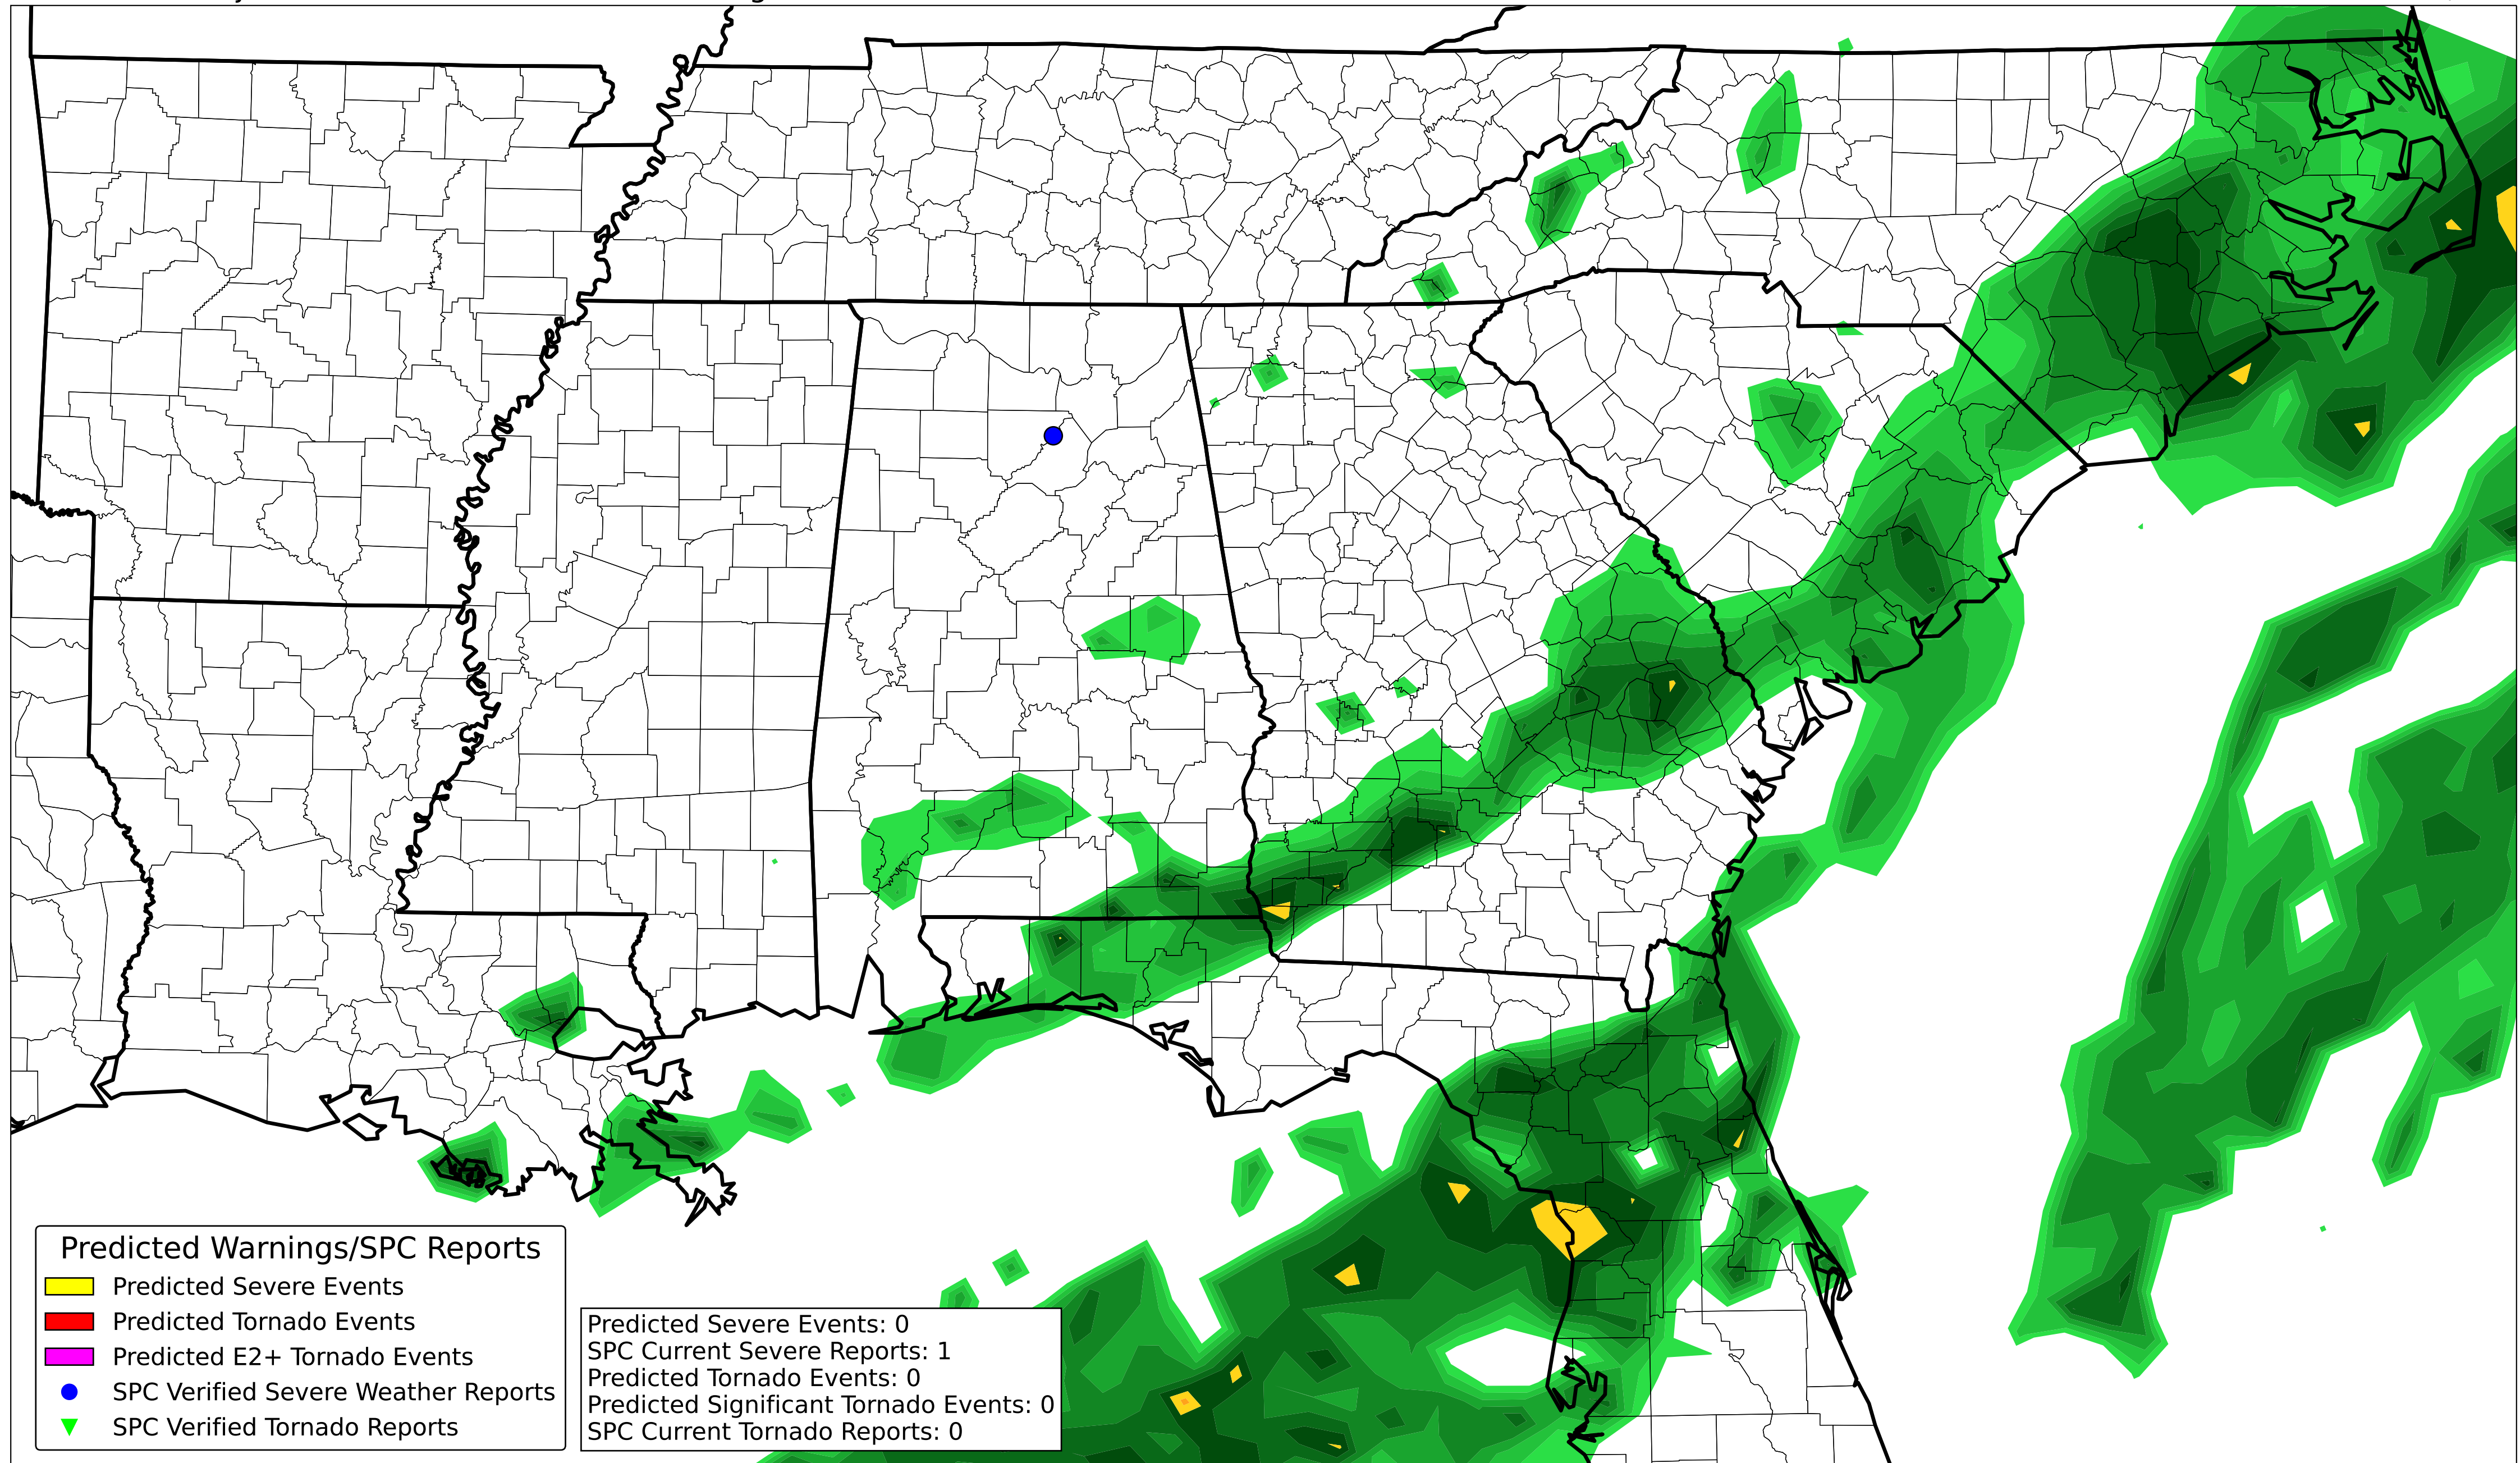 Predicted Warnings/SPC Reports
Predicted Severe Events
Predicted Tornado Events
Predicted E2+ Tornado Events
SPC Verified Severe Weather Reports
SPC Verified Tornado Reports
Predicted Severe Events: 0
SPC Current Severe Reports: 1
Predicted Tornado Events: 0
Predicted Significant Tornado Events: 0
SPC Current Tornado Reports: 0